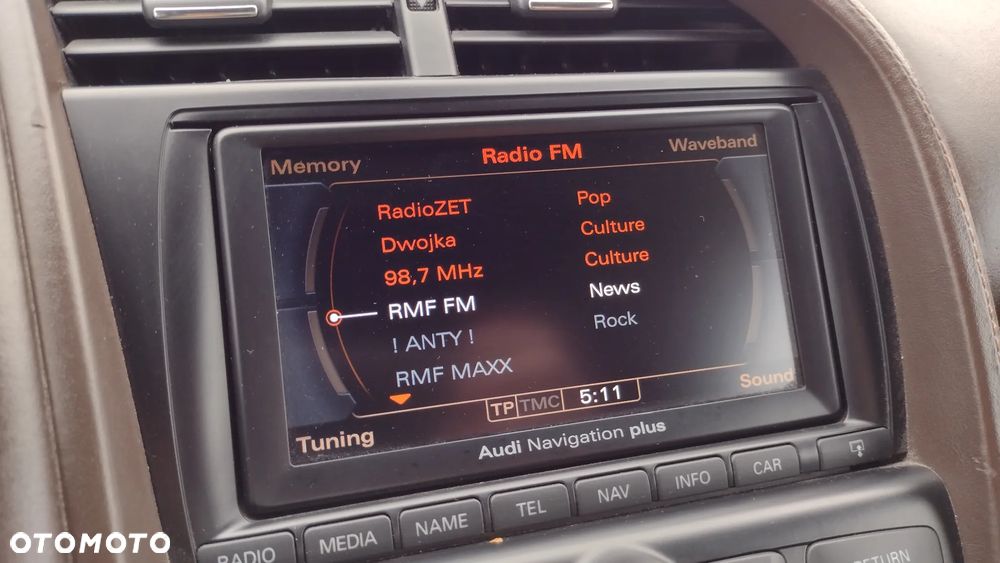 Memory
Radio FM
Waveband
RadioZET Pop
Dwojka Culture
98,7 MHz Culture
RMF FM News
! ANTY ! Rock
RMF MAXX
Sound
TP TMC 5:11
Tuning
Audi Navigation plus
RADIO MEDIA NAME TEL NAV INFO CAR
RETURN
OTOMOTO